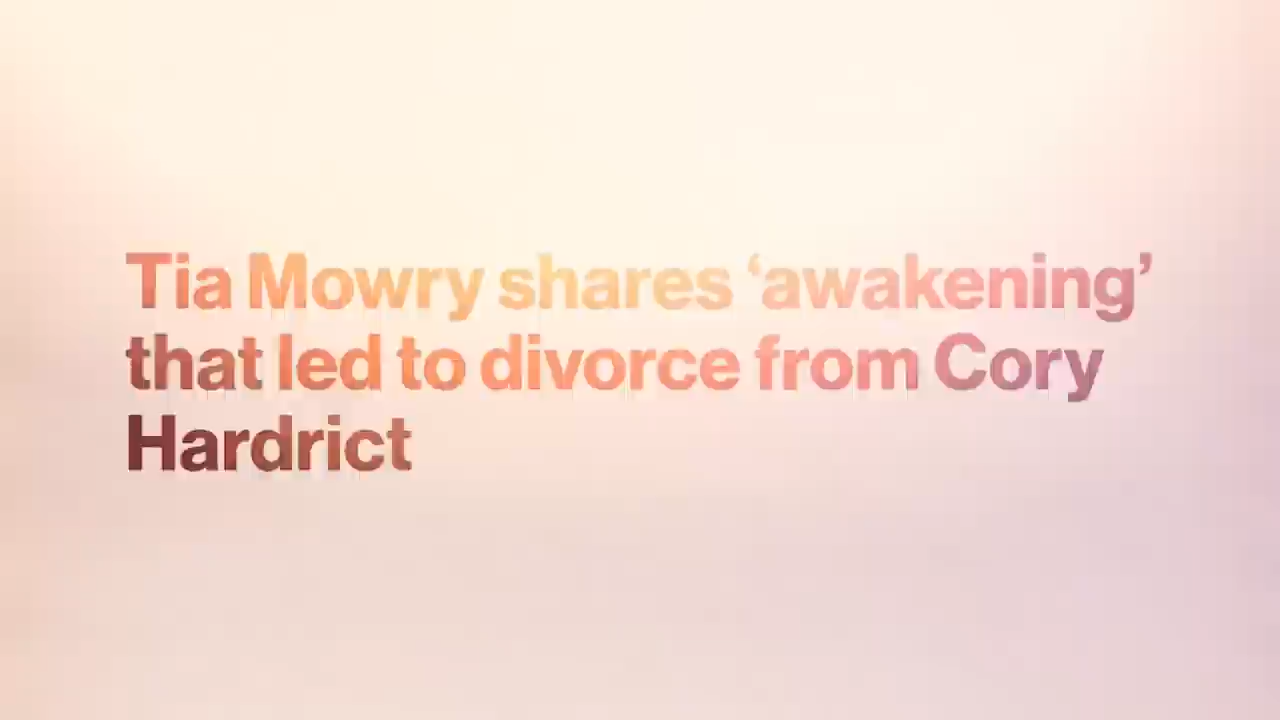 Tia Mowry shares ‘awakening’
that led to divorce from Cory
Hardrict